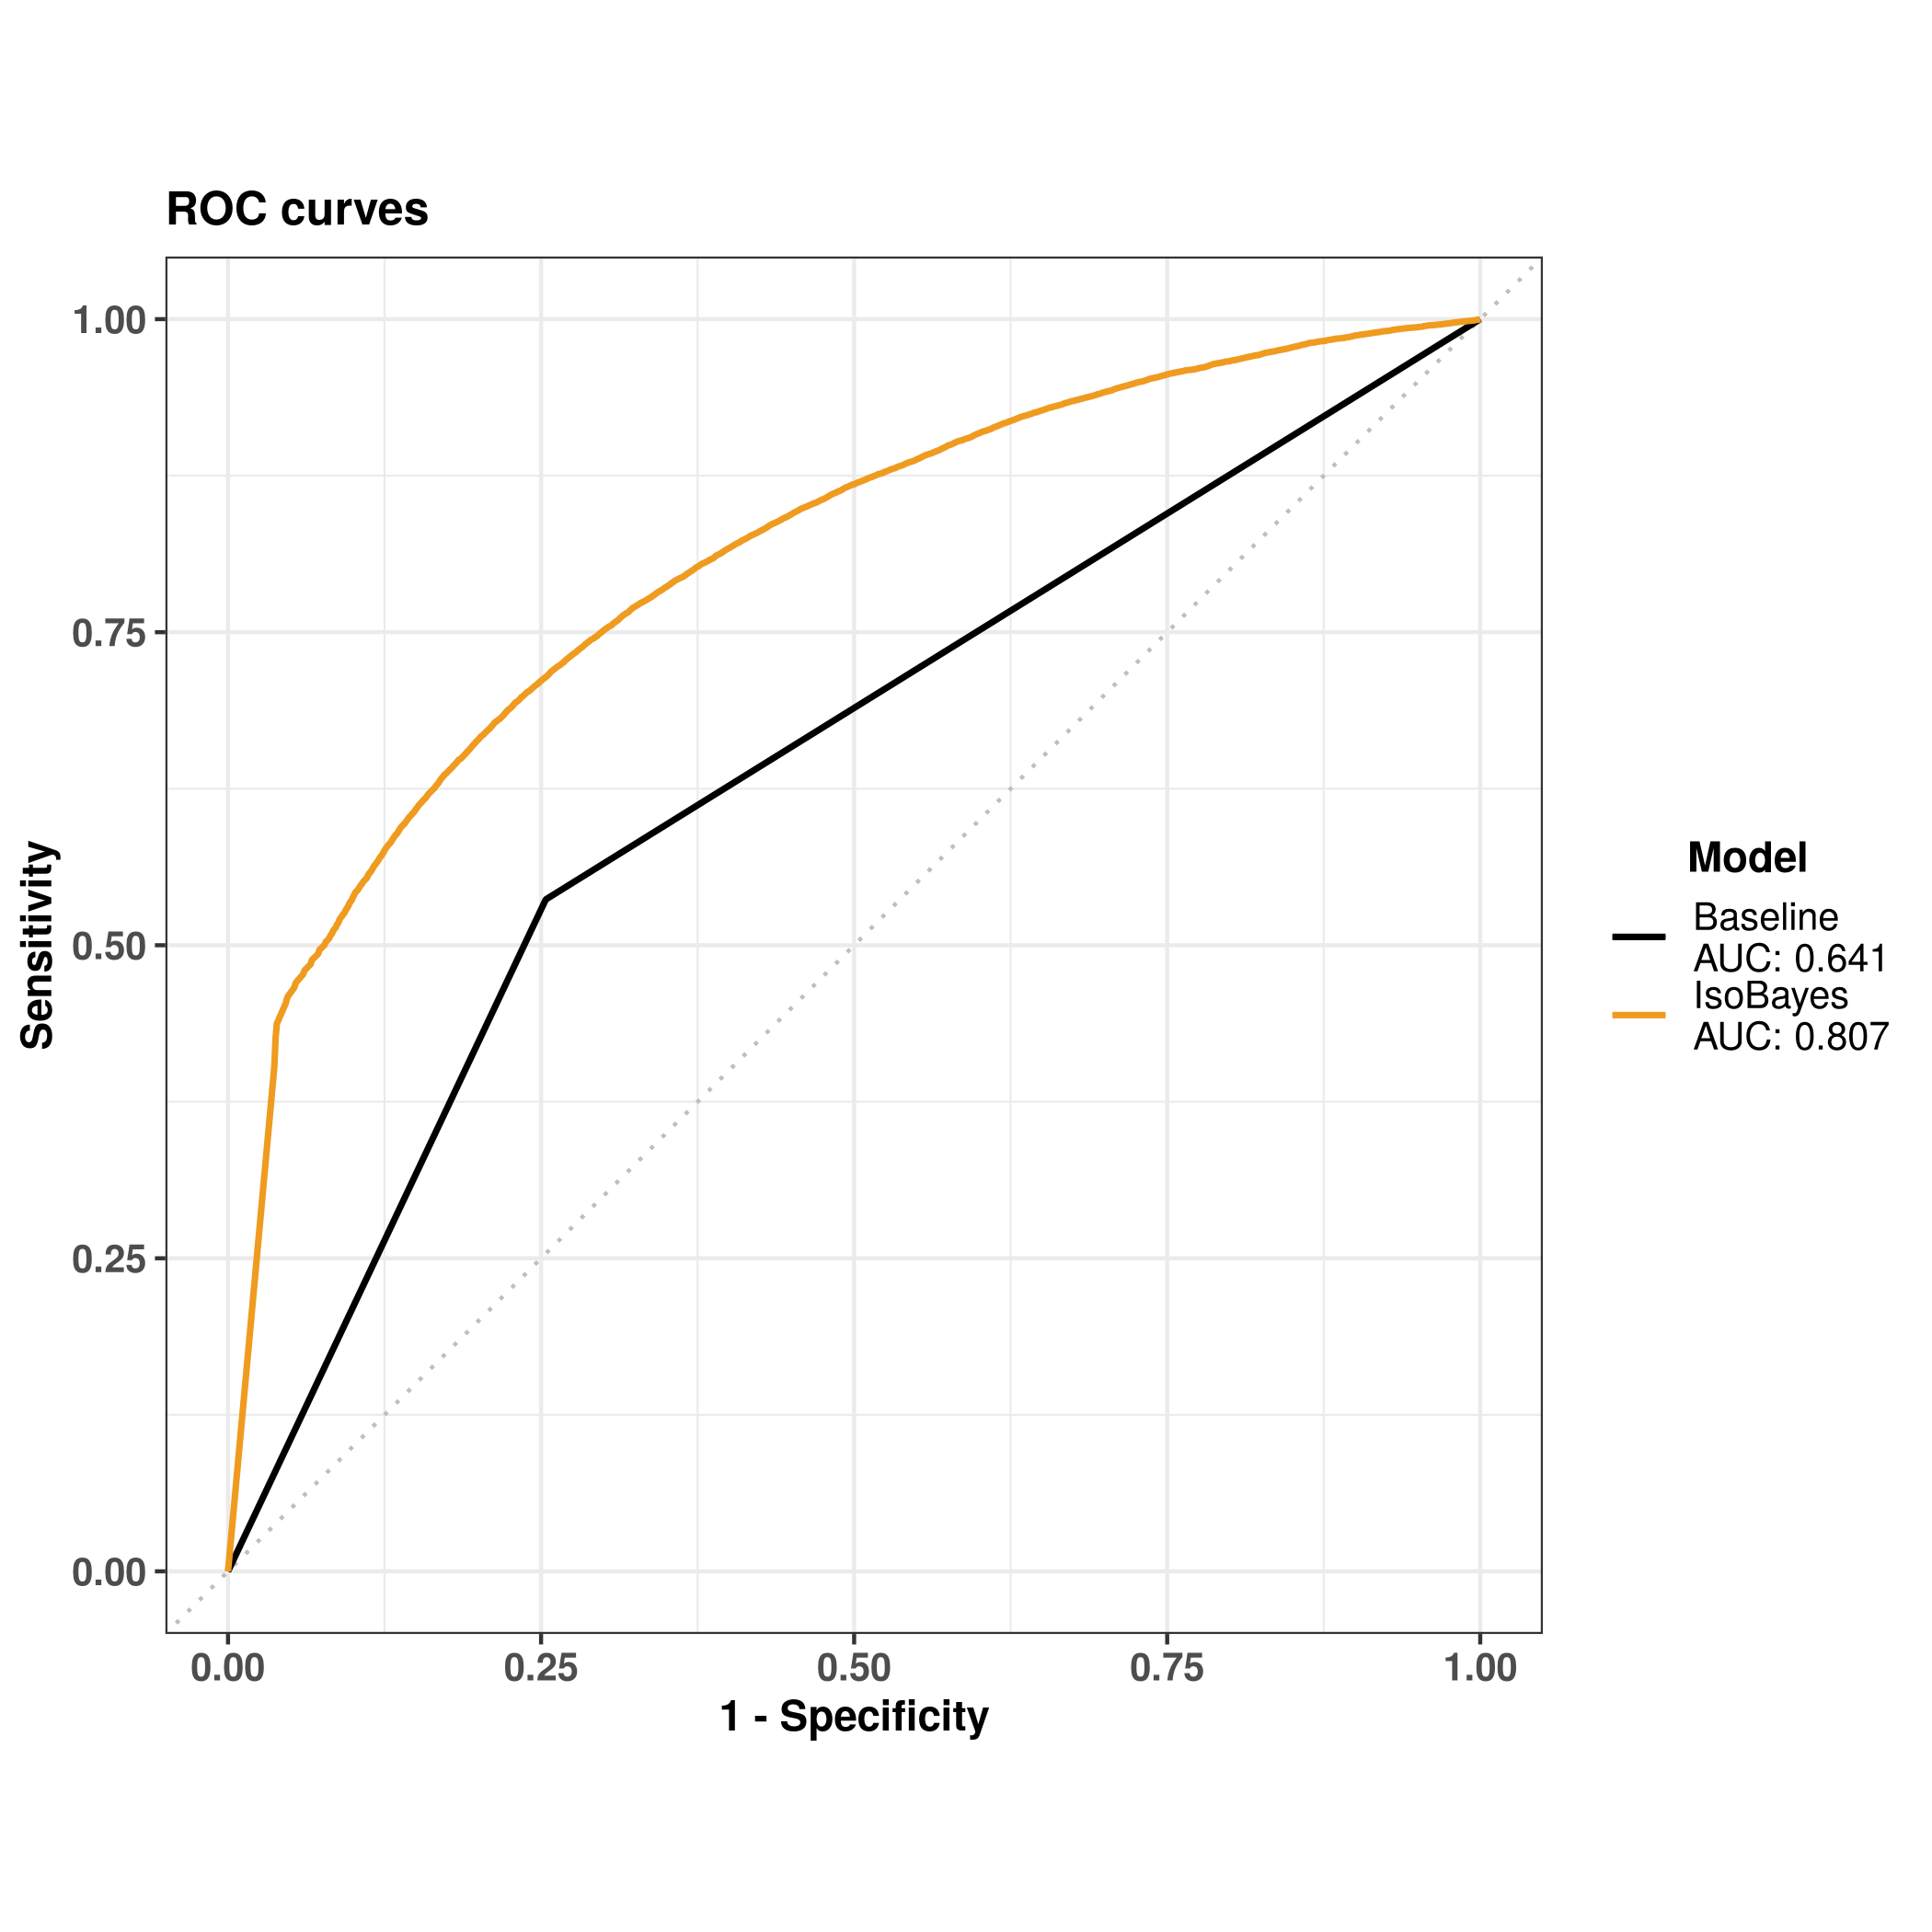 ROC curves
1.00
0.75
0.50
0.25
0.00
Sensitivity
0.00 0.25 0.50 0.75 1.00
1 - Specificity
Model
Baseline
AUC: 0.641
IsoBayes
AUC: 0.807